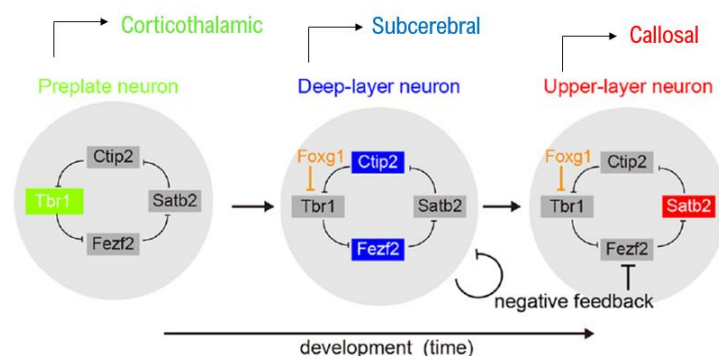 Corticothalamic
Subcerebral
Callosal
Preplate neuron
Deep-layer neuron
Upper-layer neuron
Ctip2
Tbr1
Satb2
Fezf2
Foxg1
Ctip2
Tbr1
Satb2
Fezf2
Foxg1
Ctip2
Tbr1
Satb2
Fezf2
negative feedback
development (time)